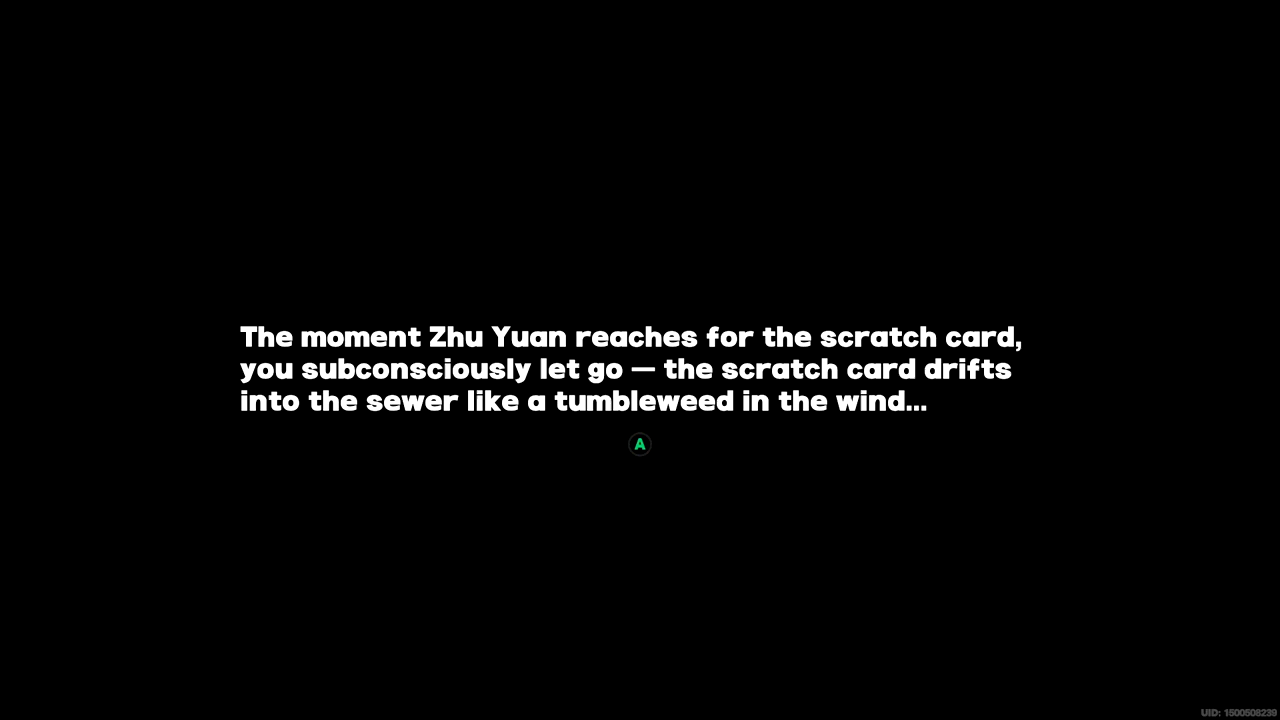 The moment Zhu Yuan reaches for the scratch card,
you subconsciously let go — the scratch card drifts
into the sewer like a tumbleweed in the wind...
A
UID: 1500508239